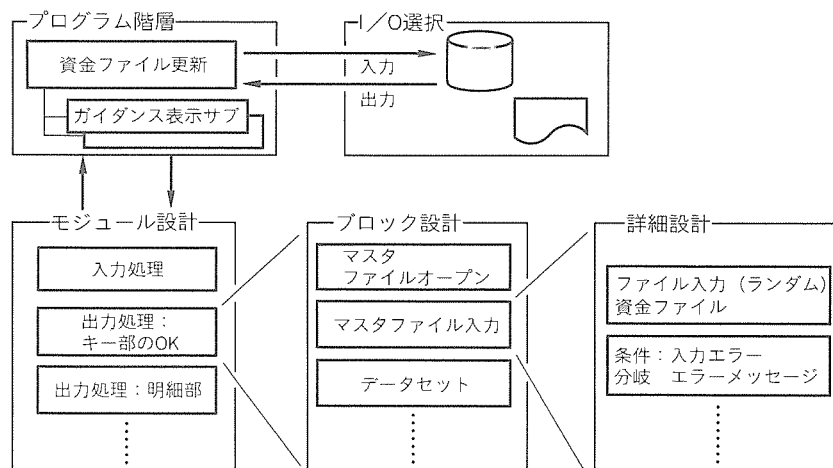 プログラム階層
資金ファイル更新
ガイダンス表示サブ
I／O選択
入力
出力
モジュール設計
入力処理
出力処理：
キー部のOK
出力処理：明細部
ブロック設計
マスタ
ファイルオープン
マスタファイル入力
データセット
詳細設計
ファイル入力（ランダム）
資金ファイル
条件：入力エラー
分岐　エラーメッセージ